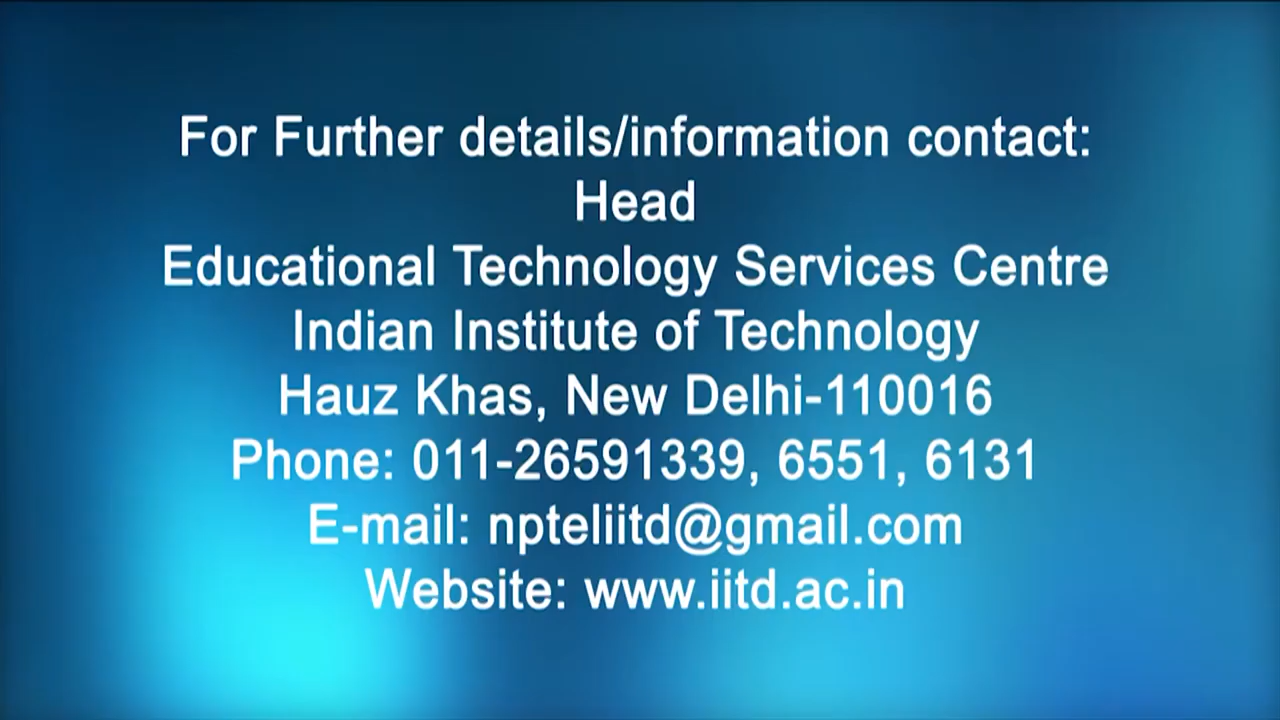 For Further details/information contact:
Head
Educational Technology Services Centre
Indian Institute of Technology
Hauz Khas, New Delhi-110016
Phone: 011-26591339, 6551, 6131
E-mail: npteliitd@gmail.com
Website: www.iitd.ac.in